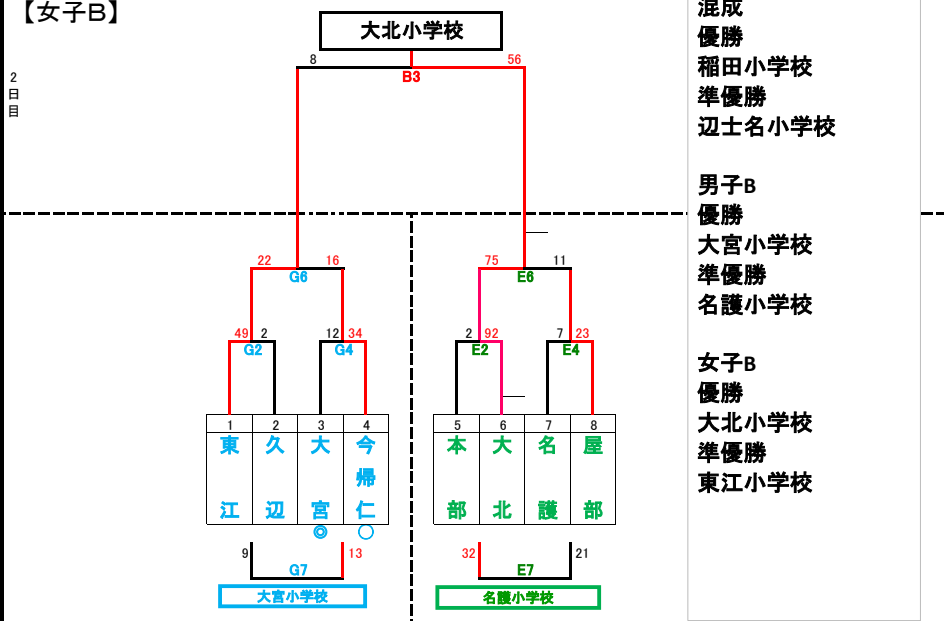 【女子B】
大北小学校
8
56
B3
2
日
目
22
16
G6
75
11
E6
49
2
G2
12
34
G4
2
92
E2
7
23
E4
1
2
3
4
東江
久辺
大宮
今帰仁
◎
○
5
6
7
8
本部
大北
名護
屋部
9
13
G7
大宮小学校
32
21
E7
名護小学校
混成
優勝
稲田小学校
準優勝
辺士名小学校
男子B
優勝
大宮小学校
準優勝
名護小学校
女子B
優勝
大北小学校
準優勝
東江小学校